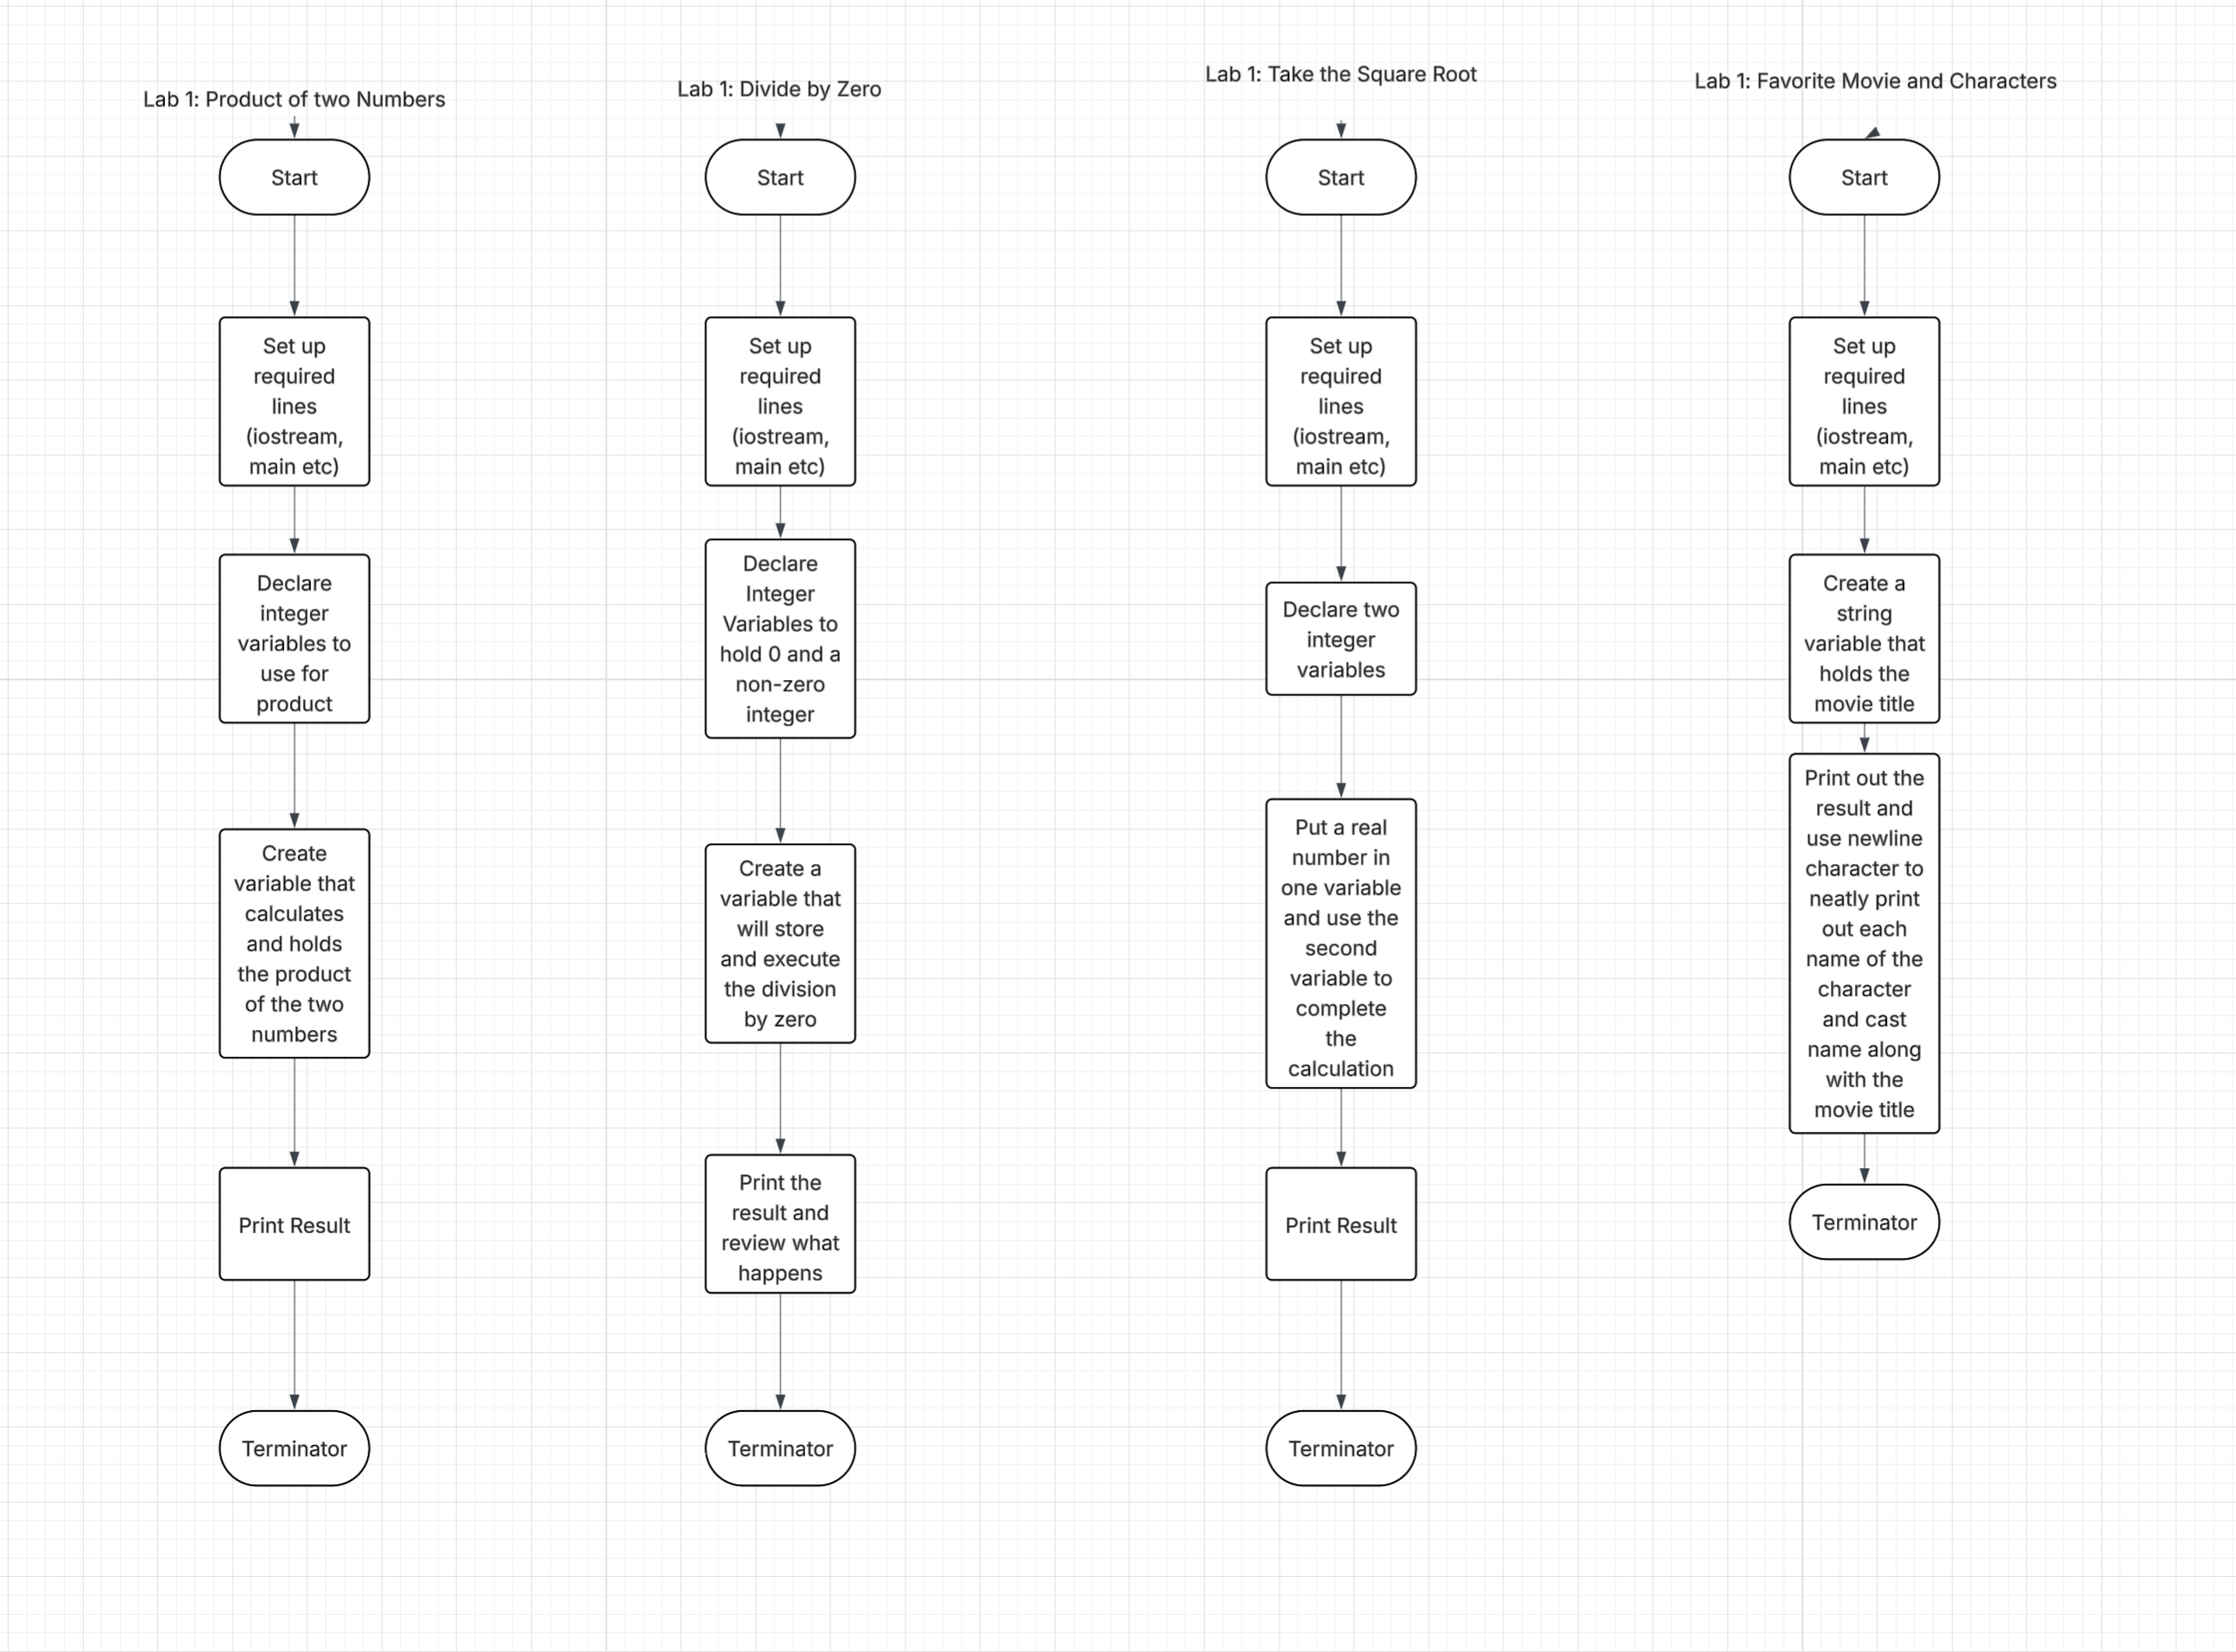 Lab 1: Product of two Numbers
Start
Set up
required
lines
(iostream,
main etc)
Declare
integer
variables to
use for
product
Create
variable that
calculates
and holds
the product
of the two
numbers
Print Result
Terminator
Lab 1: Divide by Zero
Start
Set up
required
lines
(iostream,
main etc)
Declare
Integer
Variables to
hold 0 and a
non-zero
integer
Create a
variable that
will store
and execute
the division
by zero
Print the
result and
review what
happens
Terminator
Lab 1: Take the Square Root
Start
Set up
required
lines
(iostream,
main etc)
Declare two
integer
variables
Put a real
number in
one variable
and use the
second
variable to
complete
the
calculation
Print Result
Terminator
Lab 1: Favorite Movie and Characters
Start
Set up
required
lines
(iostream,
main etc)
Create a
string
variable that
holds the
movie title
Print out the
result and
use newline
character to
neatly print
out each
name of the
character
and cast
name along
with the
movie title
Terminator